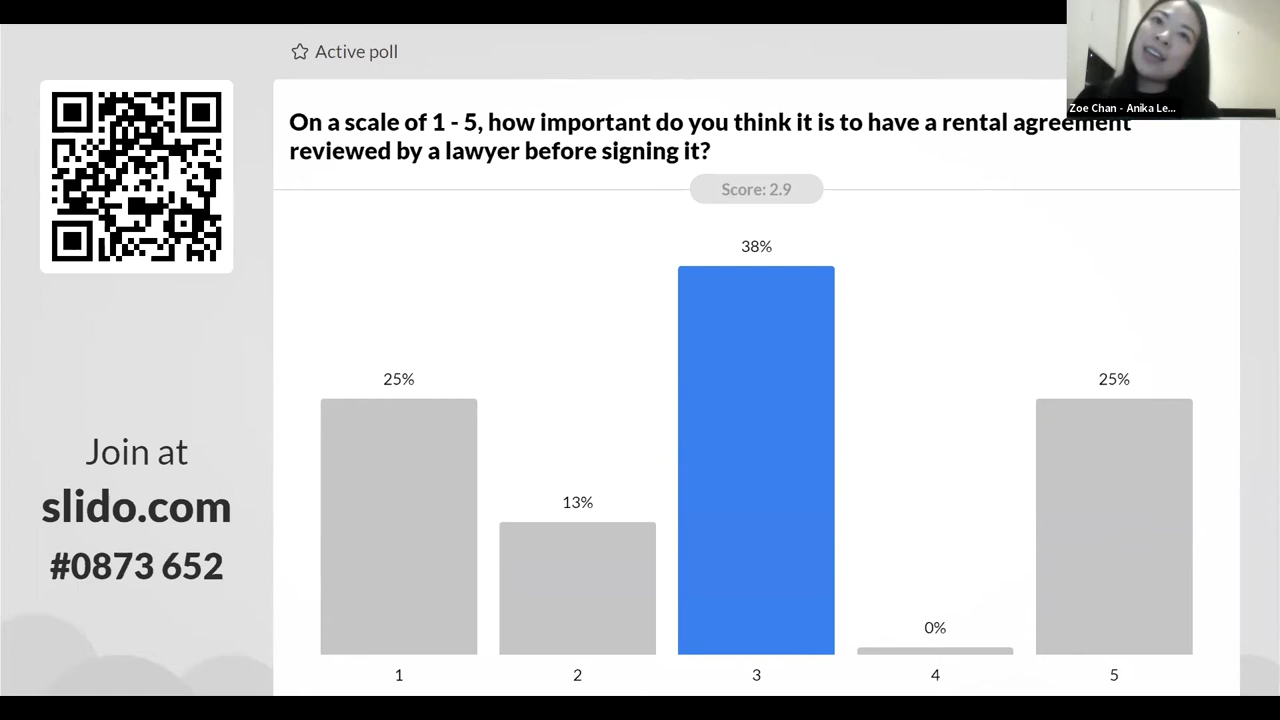 Active poll
Zoe Chan - Anika Le...
On a scale of 1 - 5, how important do you think it is to have a rental agreement
reviewed by a lawyer before signing it?
Score: 2.9
38%
25%
25%
13%
0%
1
2
3
4
5
Join at
slido.com
#0873 652